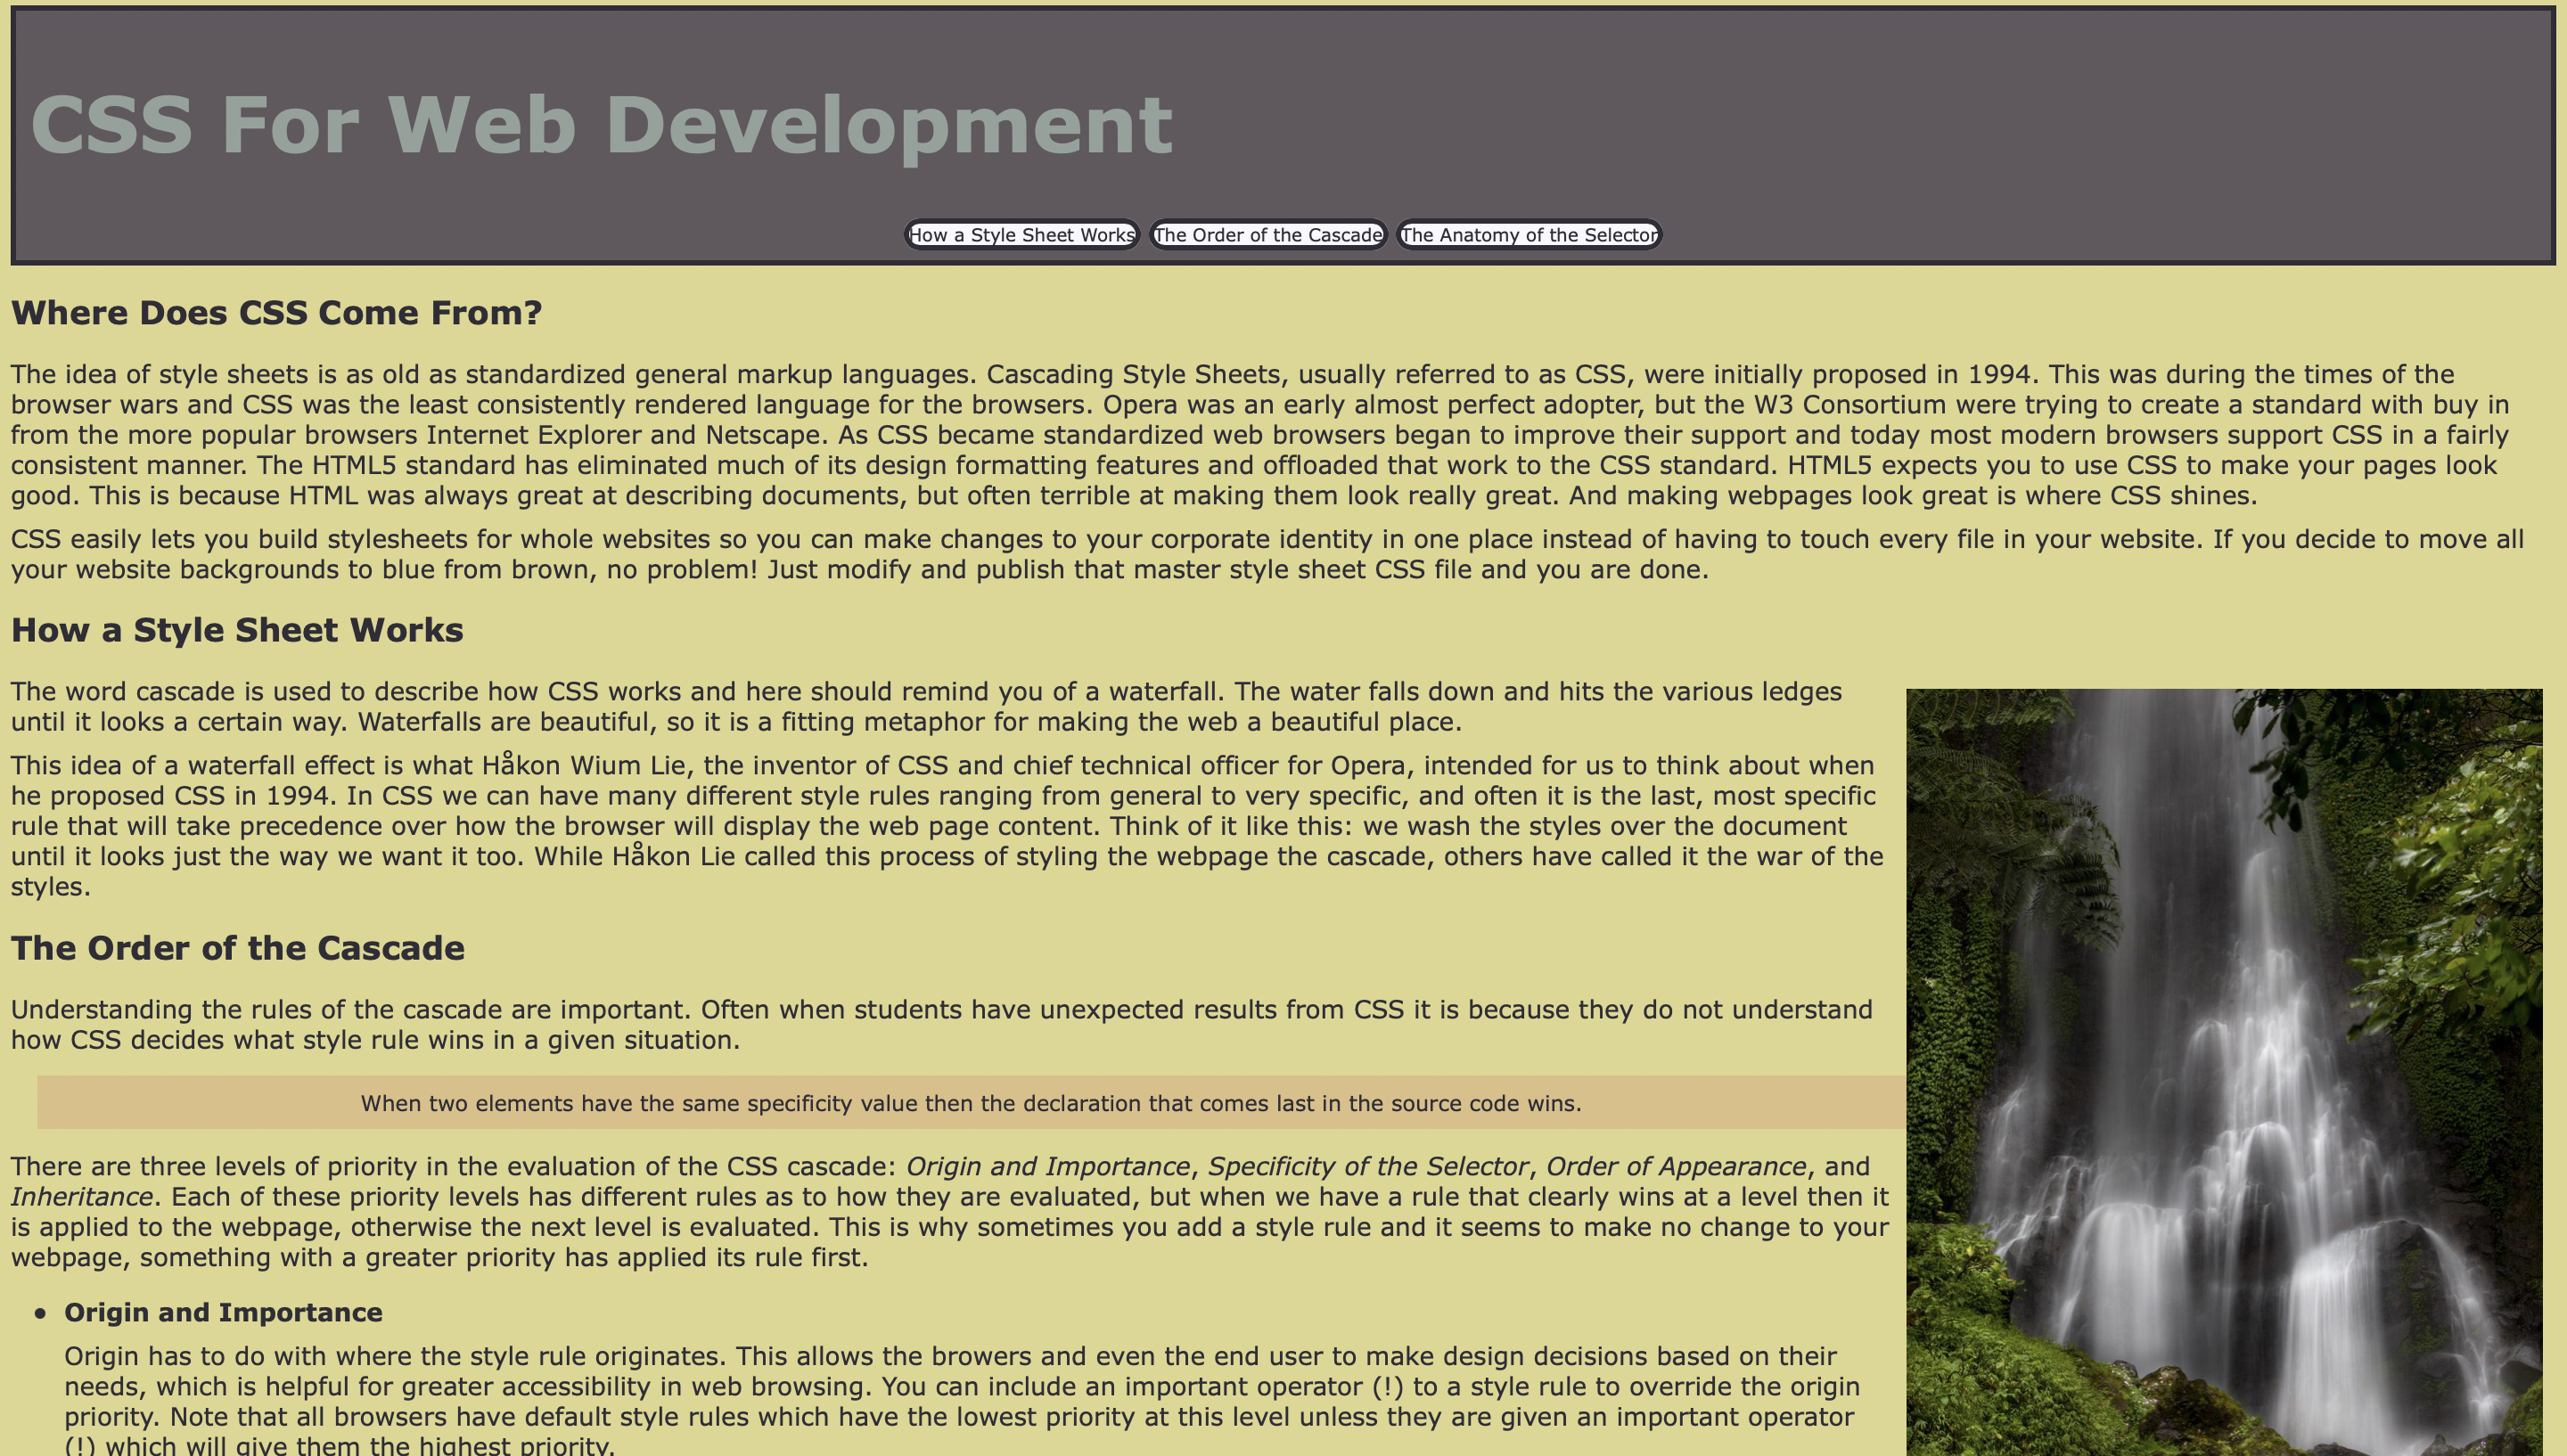 CSS For Web Development
How a Style Sheet Works
The Order of the Cascade
The Anatomy of the Selector
Where Does CSS Come From?
The idea of style sheets is as old as standardized general markup languages. Cascading Style Sheets, usually referred to as CSS, were initially proposed in 1994. This was during the times of the
browser wars and CSS was the least consistently rendered language for the browsers. Opera was an early almost perfect adopter, but the W3 Consortium were trying to create a standard with buy in
from the more popular browsers Internet Explorer and Netscape. As CSS became standardized web browsers began to improve their support and today most modern browsers support CSS in a fairly
consistent manner. The HTML5 standard has eliminated much of its design formatting features and offloaded that work to the CSS standard. HTML5 expects you to use CSS to make your pages look
good. This is because HTML was always great at describing documents, but often terrible at making them look really great. And making webpages look great is where CSS shines.
CSS easily lets you build stylesheets for whole websites so you can make changes to your corporate identity in one place instead of having to touch every file in your website. If you decide to move all
your website backgrounds to blue from brown, no problem! Just modify and publish that master style sheet CSS file and you are done.
How a Style Sheet Works
The word cascade is used to describe how CSS works and here should remind you of a waterfall. The water falls down and hits the various ledges
until it looks a certain way. Waterfalls are beautiful, so it is a fitting metaphor for making the web a beautiful place.
This idea of a waterfall effect is what Håkon Wium Lie, the inventor of CSS and chief technical officer for Opera, intended for us to think about when
he proposed CSS in 1994. In CSS we can have many different style rules ranging from general to very specific, and often it is the last, most specific
rule that will take precedence over how the browser will display the web page content. Think of it like this: we wash the styles over the document
until it looks just the way we want it too. While Håkon Lie called this process of styling the webpage the cascade, others have called it the war of the
styles.
The Order of the Cascade
Understanding the rules of the cascade are important. Often when students have unexpected results from CSS it is because they do not understand
how CSS decides what style rule wins in a given situation.
When two elements have the same specificity value then the declaration that comes last in the source code wins.
There are three levels of priority in the evaluation of the CSS cascade: Origin and Importance, Specificity of the Selector, Order of Appearance, and
Inheritance. Each of these priority levels has different rules as to how they are evaluated, but when we have a rule that clearly wins at a level then it
is applied to the webpage, otherwise the next level is evaluated. This is why sometimes you add a style rule and it seems to make no change to your
webpage, something with a greater priority has applied its rule first.
• Origin and Importance
Origin has to do with where the style rule originates. This allows the browers and even the end user to make design decisions based on their
needs, which is helpful for greater accessibility in web browsing. You can include an important operator (!) to a style rule to override the origin
priority. Note that all browsers have default style rules which have the lowest priority at this level unless they are given an important operator
(!) which will give them the highest priority.